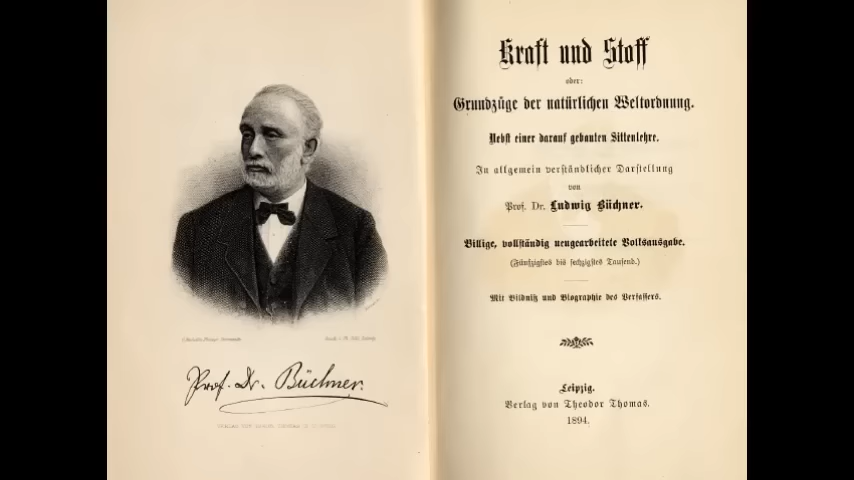 Prof. Dr. Büchner.
Kraft und Stoff
oder:
Grundzüge der natürlichen Weltordnung.
Nebst einer darauf gebauten Sittenlehre.
In allgemein verständlicher Darstellung
von
Prof. Dr. Ludwig Büchner.
Billige, vollständig neugearbeitete Volksausgabe.
(Fünfzigstes bis sechzigstes Tausend.)
Mit Bildniß und Biographie des Verfassers.
Leipzig.
Verlag von Theodor Thomas.
1894.